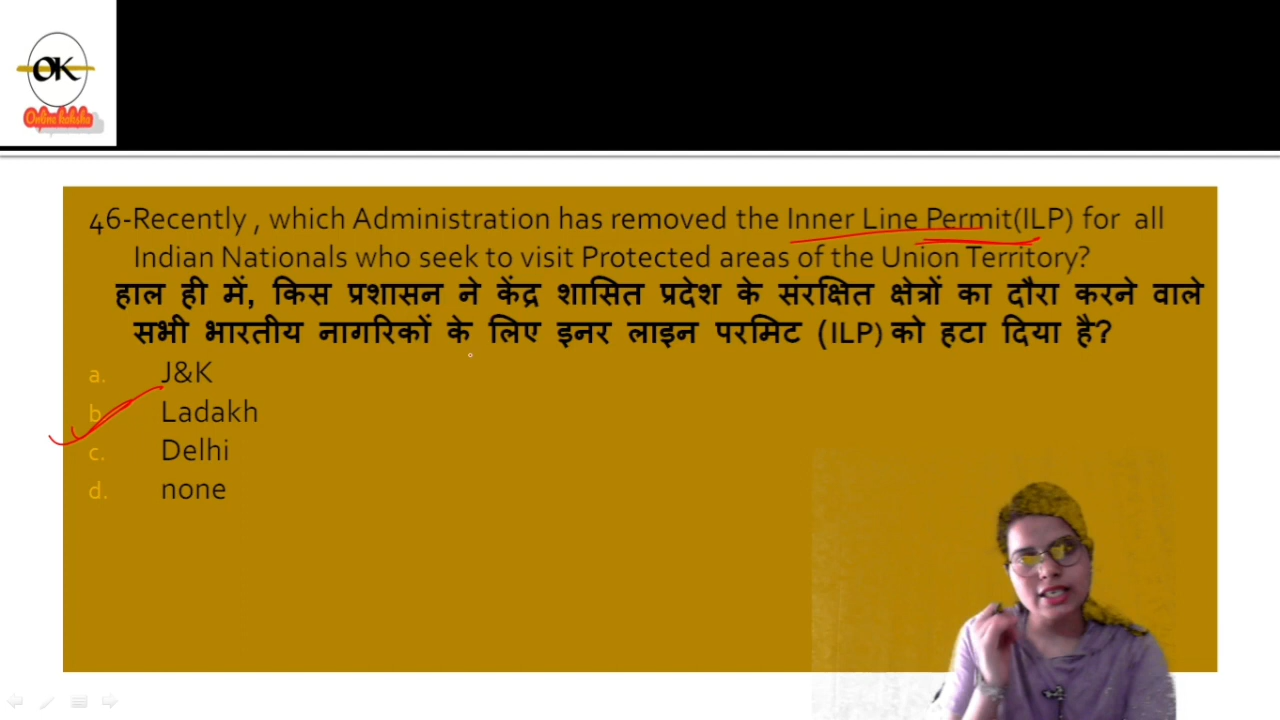 OK
Online kaksha
46-Recently , which Administration has removed the Inner Line Permit(ILP) for all
Indian Nationals who seek to visit Protected areas of the Union Territory?
हाल ही में, किस प्रशासन ने केंद्र शासित प्रदेश के संरक्षित क्षेत्रों का दौरा करने वाले
सभी भारतीय नागरिकों के लिए इनर लाइन परमिट (ILP) को हटा दिया है?
a. J&K
b. Ladakh
c. Delhi
d. none